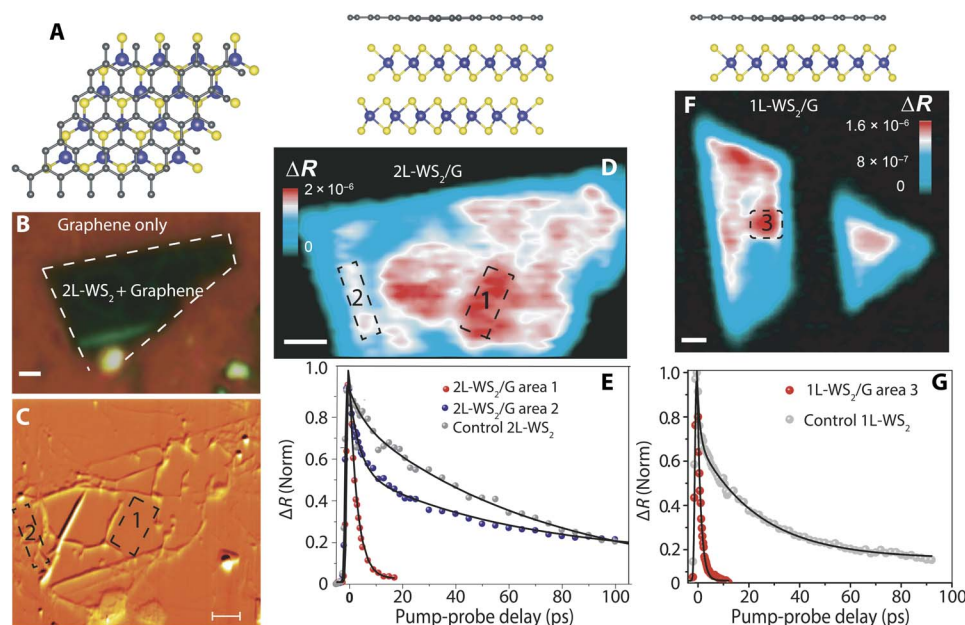 A
B
Graphene only
2L-WS₂ + Graphene
C
2
1
ΔR
2 × 10⁻⁶
0
2L-WS₂/G
D
2
1
E
2L-WS₂/G area 1
2L-WS₂/G area 2
Control 2L-WS₂
ΔR (Norm)
1.0
0.8
0.6
0.4
0.2
0
0 20 40 60 80 100
Pump-probe delay (ps)
F
1L-WS₂/G
ΔR
1.6 × 10⁻⁶
8 × 10⁻⁷
0
3
G
1L-WS₂/G area 3
Control 1L-WS₂
ΔR (Norm)
1.0
0.8
0.6
0.4
0.2
0
0 20 40 60 80 100
Pump-probe delay (ps)